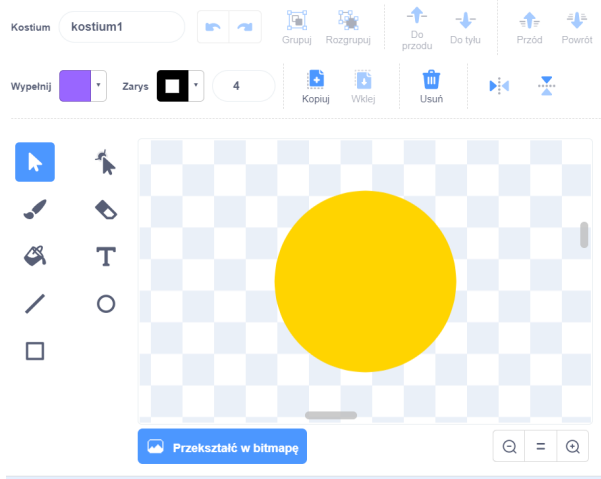 Kostium kostium1
Grupuj Rozgrupuj Do przodu Do tyłu Przód Powrót
Wypełnij Zarys 4 Kopiuj Wklej Usuń
T
Przekształć w bitmapę